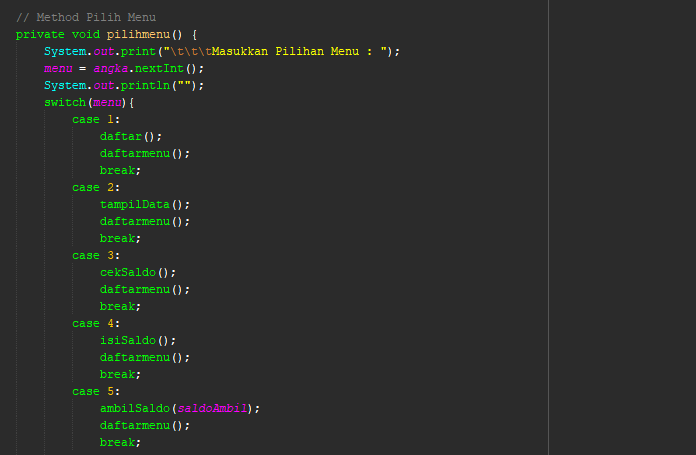 // Method Pilih Menu
private void pilihmenu() {
    System.out.print("\t\t\tMasukkan Pilihan Menu : ");
    menu = angka.nextInt();
    System.out.println("");
    switch(menu){
        case 1:
            daftar();
            daftarmenu();
            break;
        case 2:
            tampilData();
            daftarmenu();
            break;
        case 3:
            cekSaldo();
            daftarmenu();
            break;
        case 4:
            isiSaldo();
            daftarmenu();
            break;
        case 5:
            ambilSaldo(saldoAmbil);
            daftarmenu();
            break;